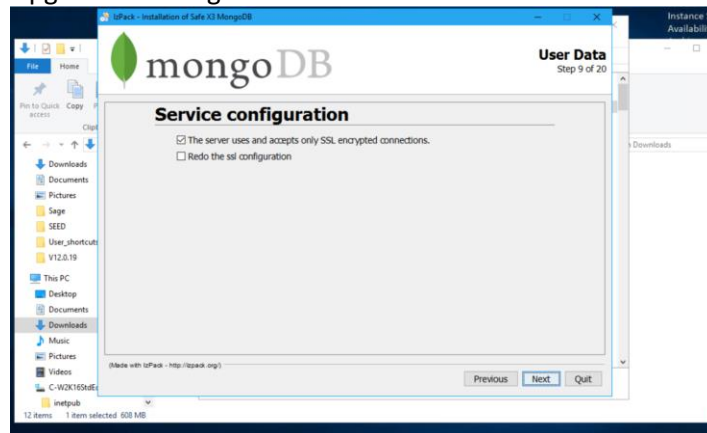 IzPack - Installation of Safe X3 MongoDB
Instance
File
Home
mongoDB
User Data
Step 9 of 20
Pin to Quick
access
Copy
Service configuration
The server uses and accepts only SSL encrypted connections.
Redo the ssl configuration
Downloads
Downloads
Documents
Pictures
Sage
SEED
User_shortcuts
V12.0.19
This PC
Desktop
Documents
Downloads
Music
Pictures
Videos
inetpub
(Made with IzPack - http://izpack.org/)
Previous
Next
Quit
12 items
1 item selected 608 MB